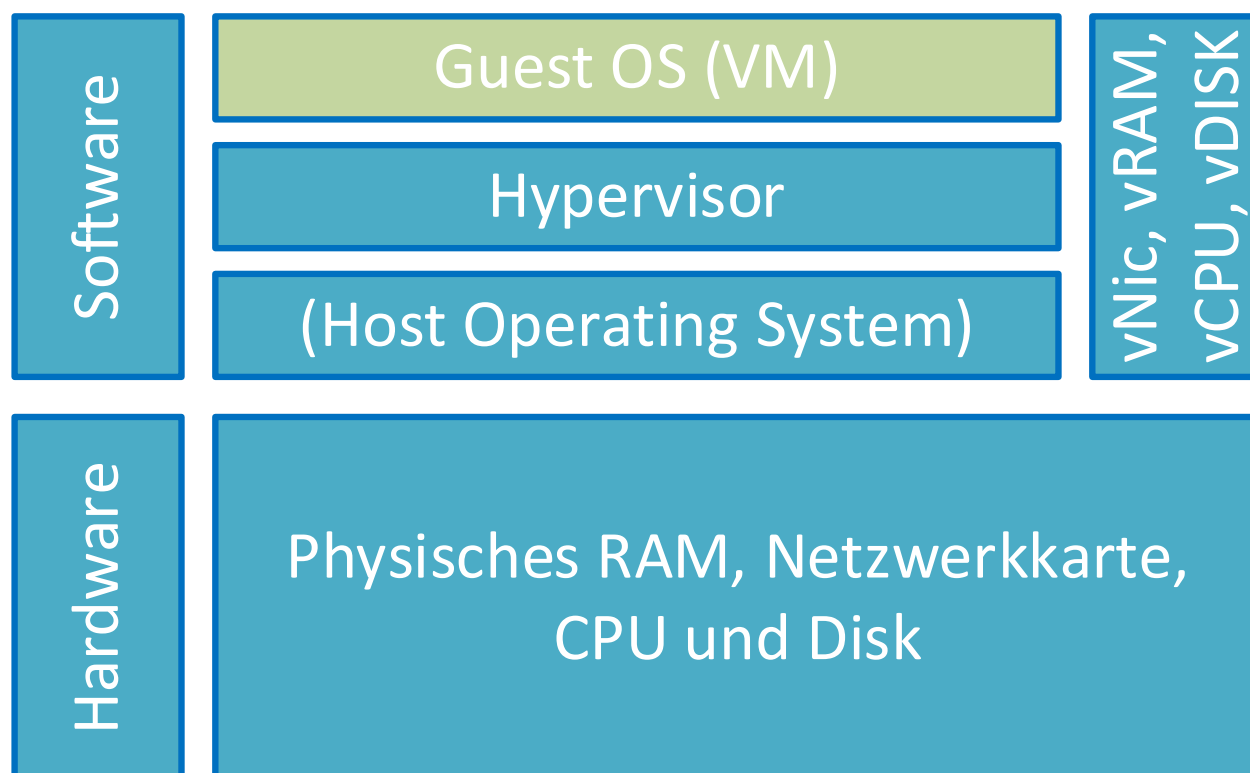 Software
Guest OS (VM)
Hypervisor
(Host Operating System)
vNic, vRAM,
vCPU, vDISK
Hardware
Physisches RAM, Netzwerkkarte,
CPU und Disk